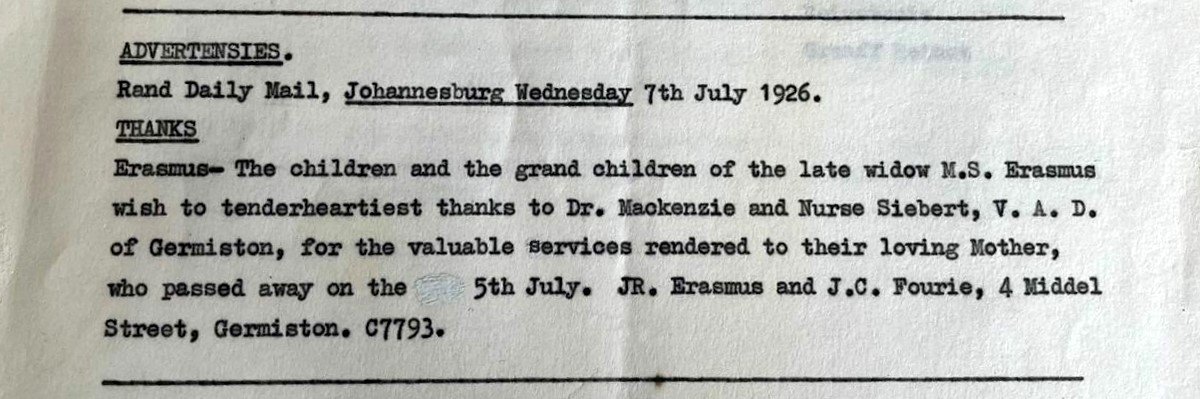 ADVERTENSIES.
Rand Daily Mail, Johannesburg Wednesday 7th July 1926.
THANKS
Erasmus- The children and the grand children of the late widow M.S. Erasmus
wish to tenderheartiest thanks to Dr. Mackenzie and Nurse Siebert, V. A. D.
of Germiston, for the valuable services rendered to their loving Mother,
who passed away on the 5th July. JR. Erasmus and J.C. Fourie, 4 Middel
Street, Germiston. C7793.